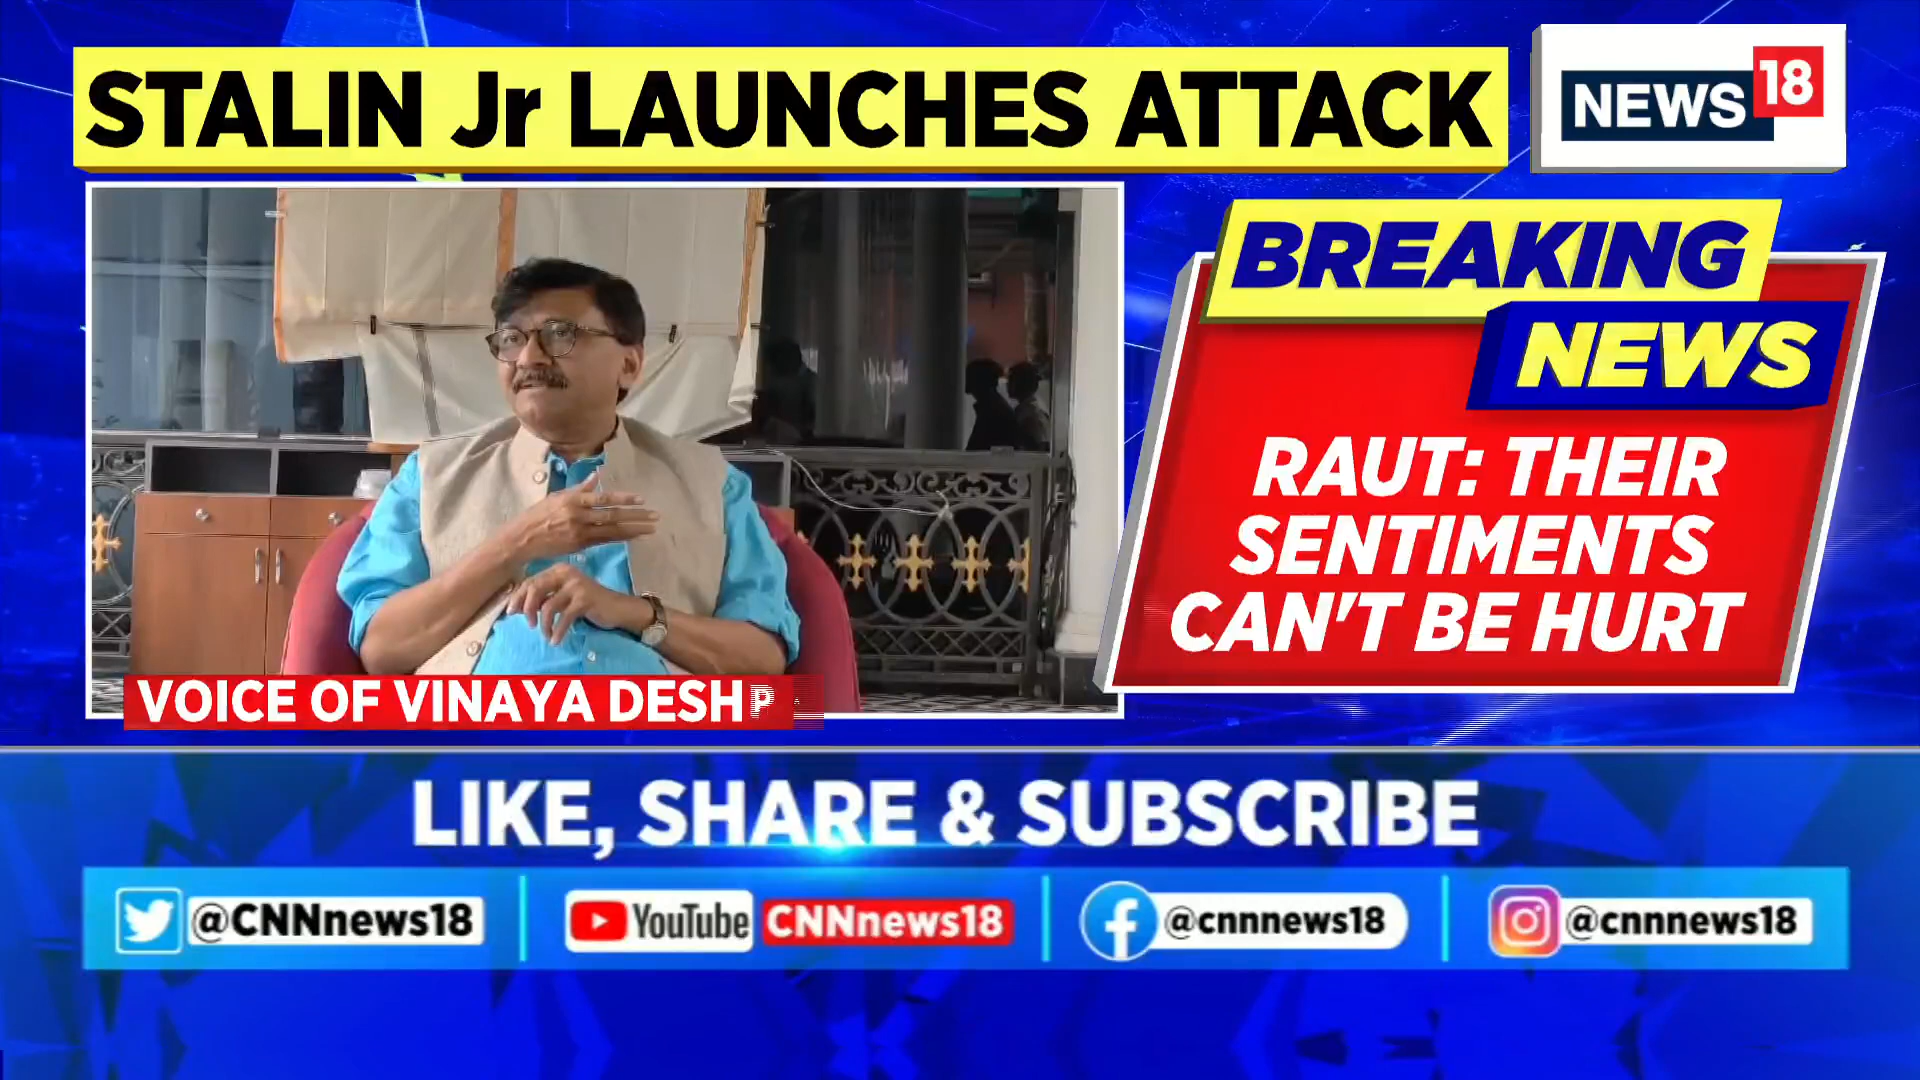 STALIN Jr LAUNCHES ATTACK
NEWS18
BREAKING
NEWS
RAUT: THEIR
SENTIMENTS
CAN'T BE HURT
VOICE OF VINAYA DESHP
LIKE, SHARE & SUBSCRIBE
@CNNnews18
YouTube CNNnews18
@cnnnews18
@cnnnews18